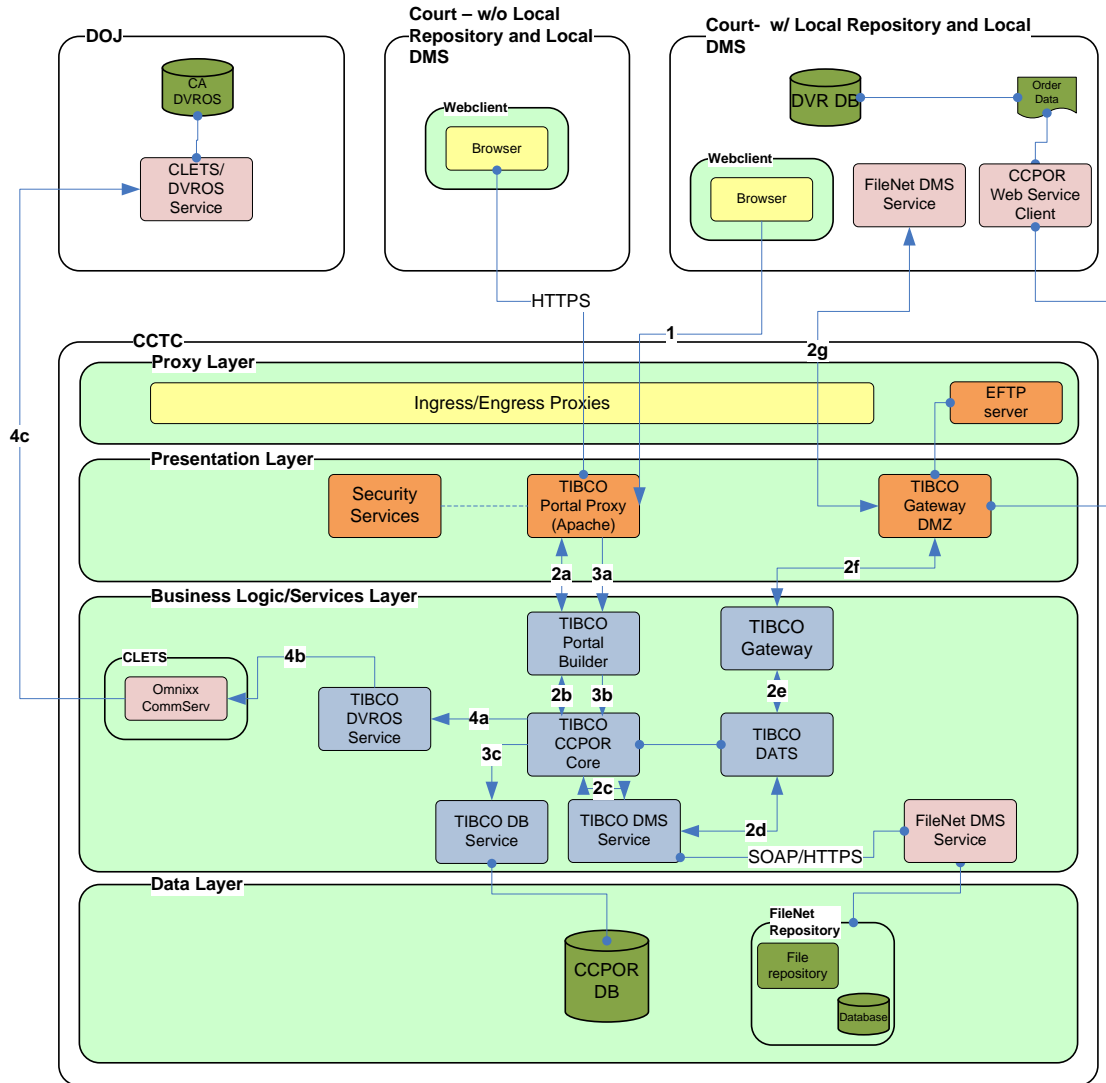 DOJ
CA
DVROS
CLETS/
DVROS
Service
Court – w/o Local
Repository and Local
DMS
Webclient
Browser
HTTPS
Court- w/ Local Repository and Local
DMS
DVR DB
Order
Data
Webclient
Browser
FileNet DMS
Service
CCPOR
Web Service
Client
1
2g
4c
CCTC
Proxy Layer
Ingress/Engress Proxies
EFTP
server
Presentation Layer
Security
Services
TIBCO
Portal Proxy
(Apache)
TIBCO
Gateway
DMZ
2a
3a
2f
Business Logic/Services Layer
TIBCO
Portal
Builder
TIBCO
Gateway
CLETS
Omnixx
CommServ
4b
TIBCO
DVROS
Service
2b
3b
2e
4a
TIBCO
CCPOR
Core
TIBCO
DATS
3c
2c
2d
TIBCO DB
Service
TIBCO DMS
Service
SOAP/HTTPS
FileNet DMS
Service
Data Layer
CCPOR
DB
FileNet
Repository
File
repository
Database